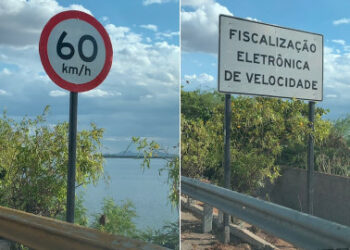 60
km/h
FISCALIZAÇÃO
ELETRÔNICA
DE VELOCIDADE